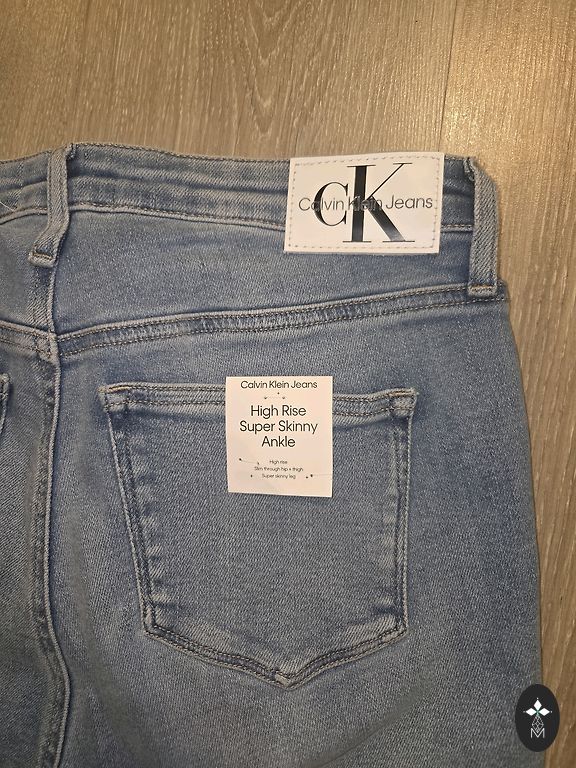 CK
Calvin Klein Jeans
Calvin Klein Jeans
High Rise
Super Skinny
Ankle
High rise
Slim through hip + thigh
Super skinny leg
M